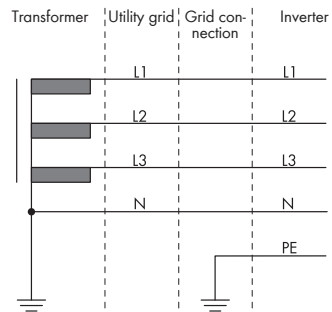 Transformer Utility grid Grid con- Inverter
nection
L1 L1
L2 L2
L3 L3
N N
PE